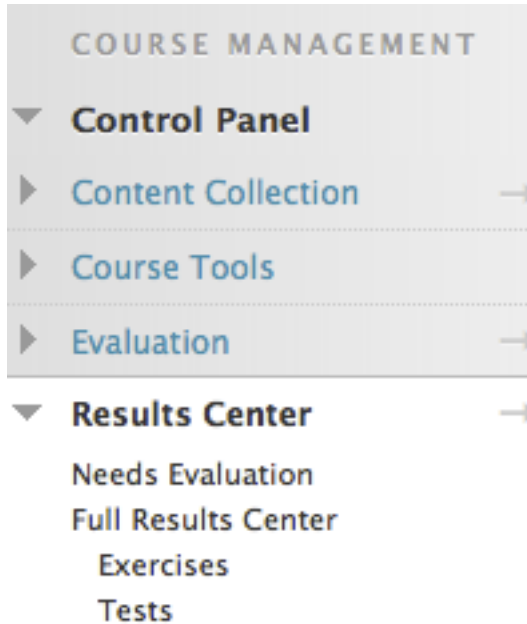 COURSE MANAGEMENT
Control Panel
Content Collection
Course Tools
Evaluation
Results Center
Needs Evaluation
Full Results Center
Exercises
Tests